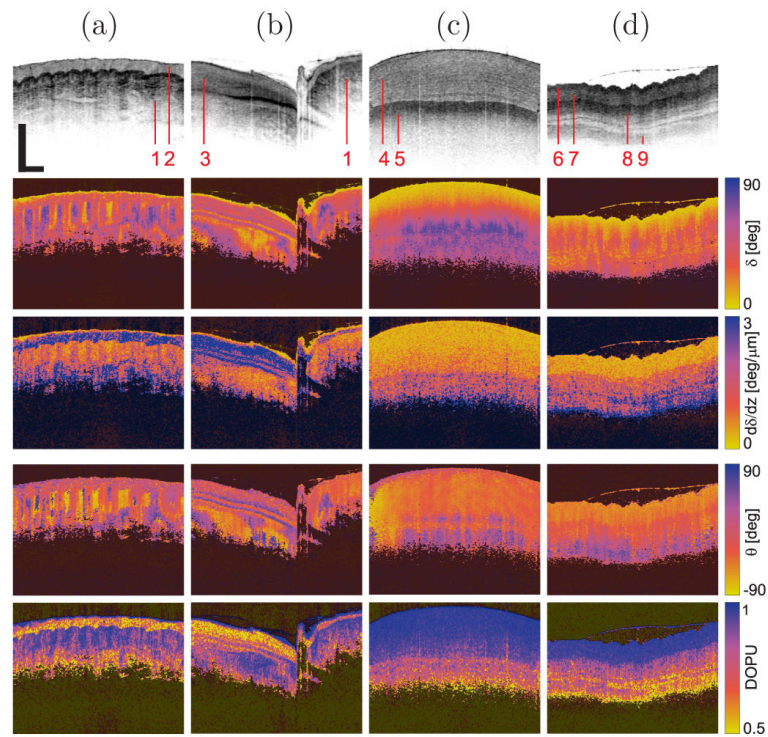 (a) (b) (c) (d)
1 2 3 1 4 5 6 7 8 9
90
δ [deg]
0
3
dδ/dz [deg/μm]
0
90
θ [deg]
-90
1
DOPU
0.5